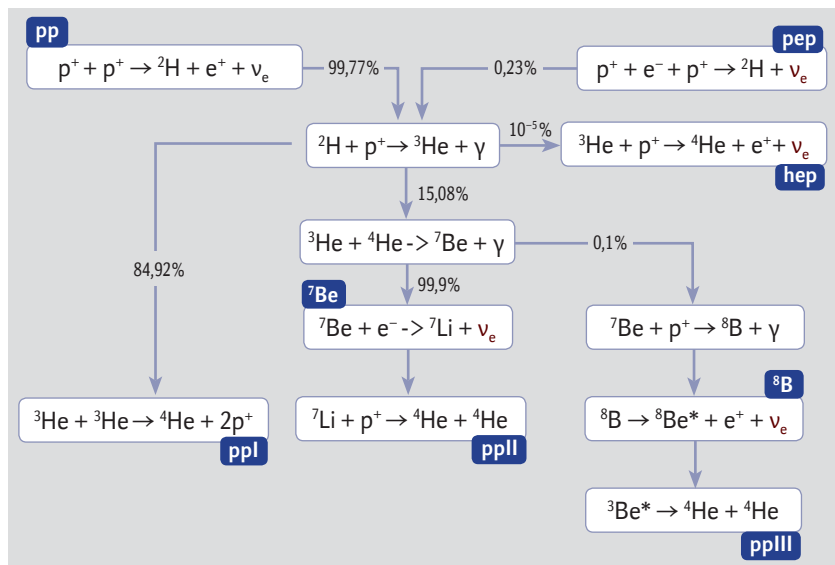 pp
p⁺ + p⁺ → ²H + e⁺ + νₑ
99,77%
0,23%
pep
p⁺ + e⁻ + p⁺ → ²H + νₑ
²H + p⁺ → ³He + γ
10⁻⁵%
³He + p⁺ → ⁴He + e⁺ + νₑ
hep
15,08%
³He + ⁴He -> ⁷Be + γ
0,1%
84,92%
99,9%
⁷Be
⁷Be + e⁻ -> ⁷Li + νₑ
⁷Be + p⁺ → ⁸B + γ
³He + ³He → ⁴He + 2p⁺
ppI
⁷Li + p⁺ → ⁴He + ⁴He
ppII
⁸B
⁸B → ⁸Be* + e⁺ + νₑ
³Be* → ⁴He + ⁴He
ppIII